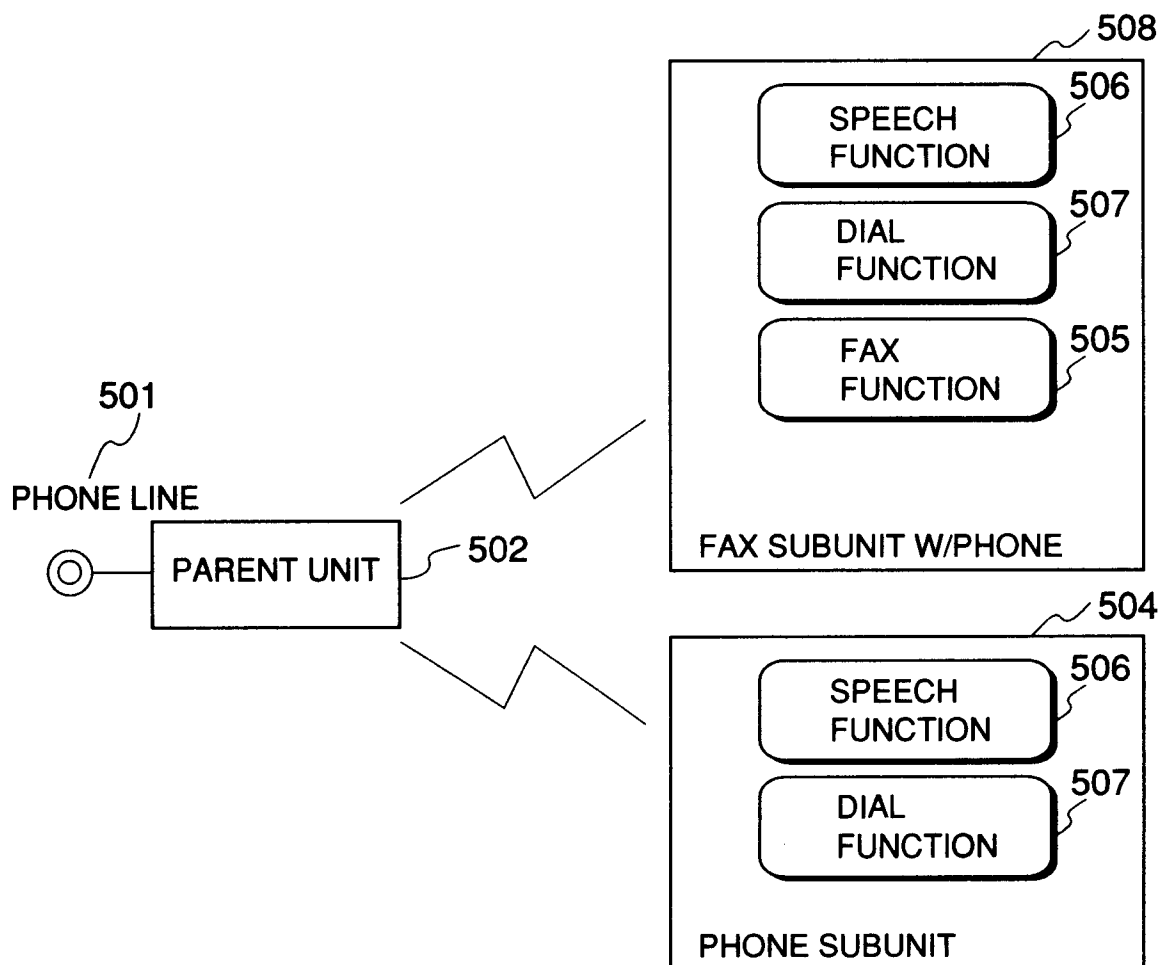 508
506
SPEECH
FUNCTION
507
DIAL
FUNCTION
505
FAX
FUNCTION
FAX SUBUNIT W/PHONE
501
PHONE LINE
PARENT UNIT
502
504
506
SPEECH
FUNCTION
507
DIAL
FUNCTION
PHONE SUBUNIT